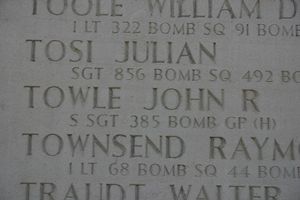 TOOLE WILLIAM D
1 LT 322 BOMB SQ 91 BOM
TOSI JULIAN
SGT 856 BOMB SQ 492 BO
TOWLE JOHN R
S SGT 385 BOMB GP (H)
TOWNSEND RAYMO
1 LT 68 BOMB SQ 44 BOMB
TRAUDT WALTER